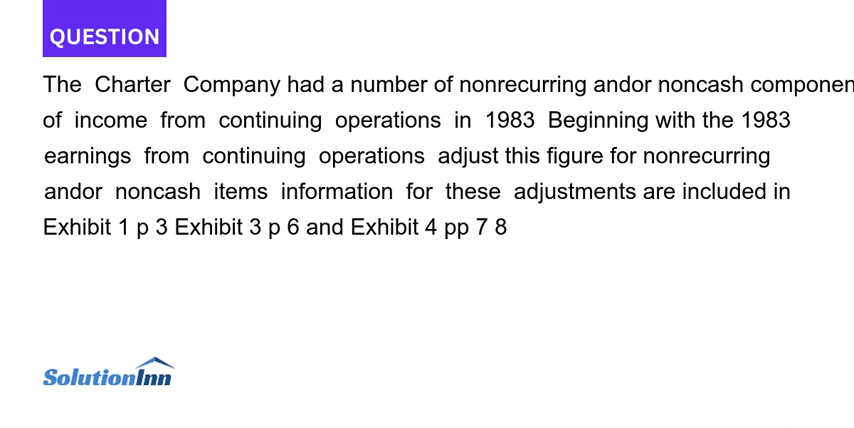 QUESTION
The Charter Company had a number of nonrecurring andor noncash componen
of income from continuing operations in 1983 Beginning with the 1983
earnings from continuing operations adjust this figure for nonrecurring
andor noncash items information for these adjustments are included in
Exhibit 1 p 3 Exhibit 3 p 6 and Exhibit 4 pp 7 8
SolutionInn